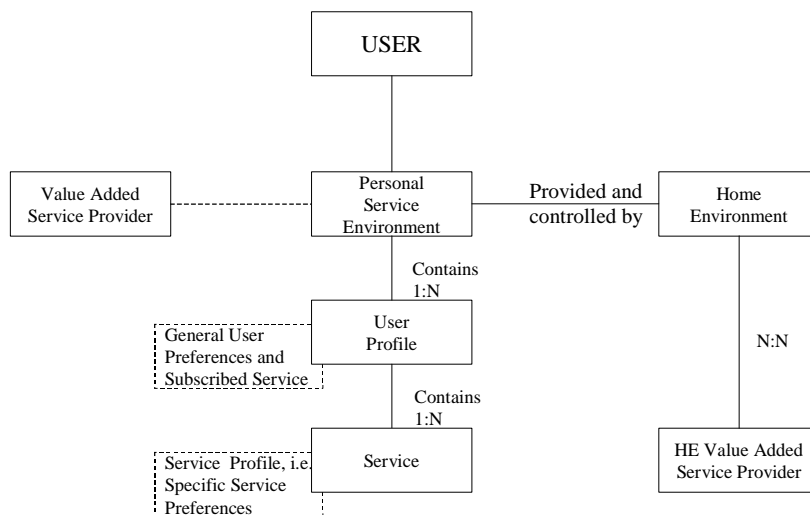 USER
Value Added
Service Provider
Personal
Service
Environment
Provided and
controlled by
Home
Environment
Contains
1:N
User
Profile
General User
Preferences and
Subscribed Service
N:N
Contains
1:N
Service
Service Profile, i.e.
Specific Service
Preferences
HE Value Added
Service Provider